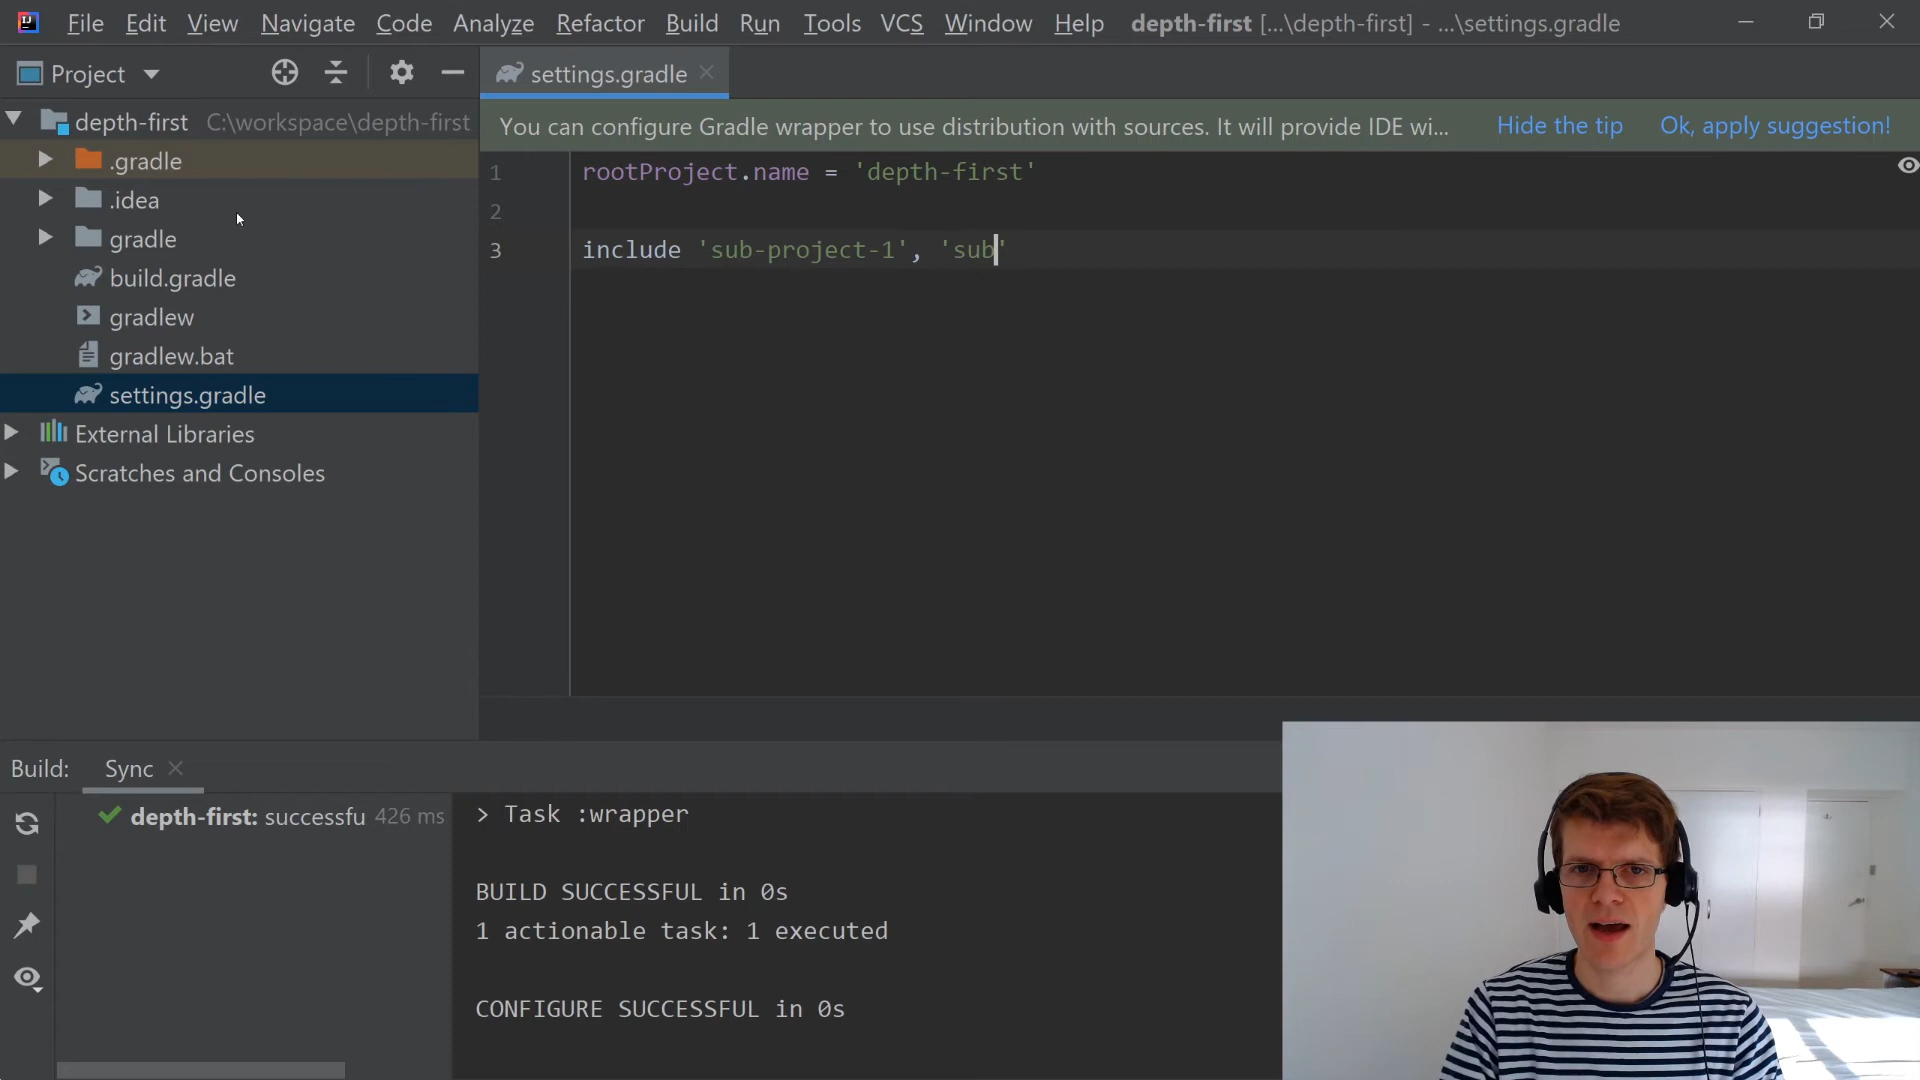 File Edit View Navigate Code Analyze Refactor Build Run Tools VCS Window Help depth-first [...\depth-first] - ...\settings.gradle
Project
settings.gradle
depth-first C:\workspace\depth-first
You can configure Gradle wrapper to use distribution with sources. It will provide IDE wi... Hide the tip Ok, apply suggestion!
.gradle
.idea
gradle
build.gradle
gradlew
gradlew.bat
settings.gradle
External Libraries
Scratches and Consoles
1 rootProject.name = 'depth-first'
2
3 include 'sub-project-1', 'sub'
Build: Sync
depth-first: successfu 426 ms
> Task :wrapper
BUILD SUCCESSFUL in 0s
1 actionable task: 1 executed
CONFIGURE SUCCESSFUL in 0s